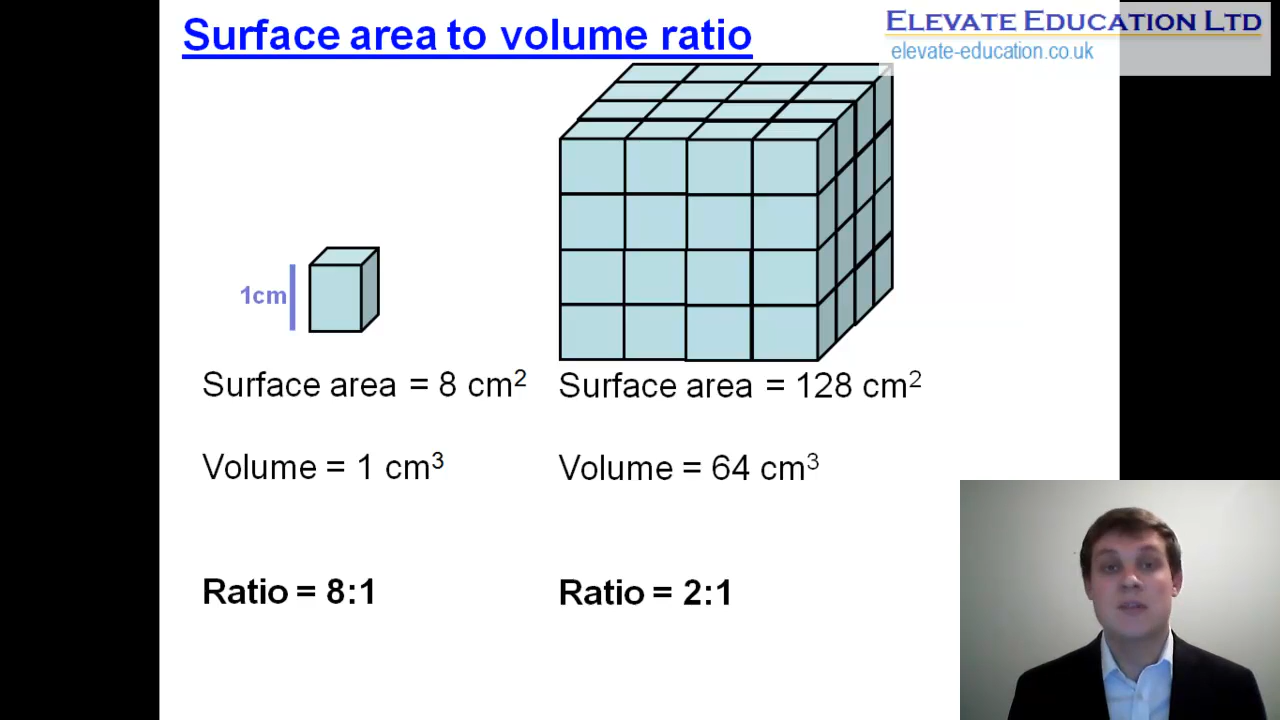 Surface area to volume ratio
ELEVATE EDUCATION LTD
elevate-education.co.uk
1cm
Surface area = 8 cm²
Surface area = 128 cm²
Volume = 1 cm³
Volume = 64 cm³
Ratio = 8:1
Ratio = 2:1